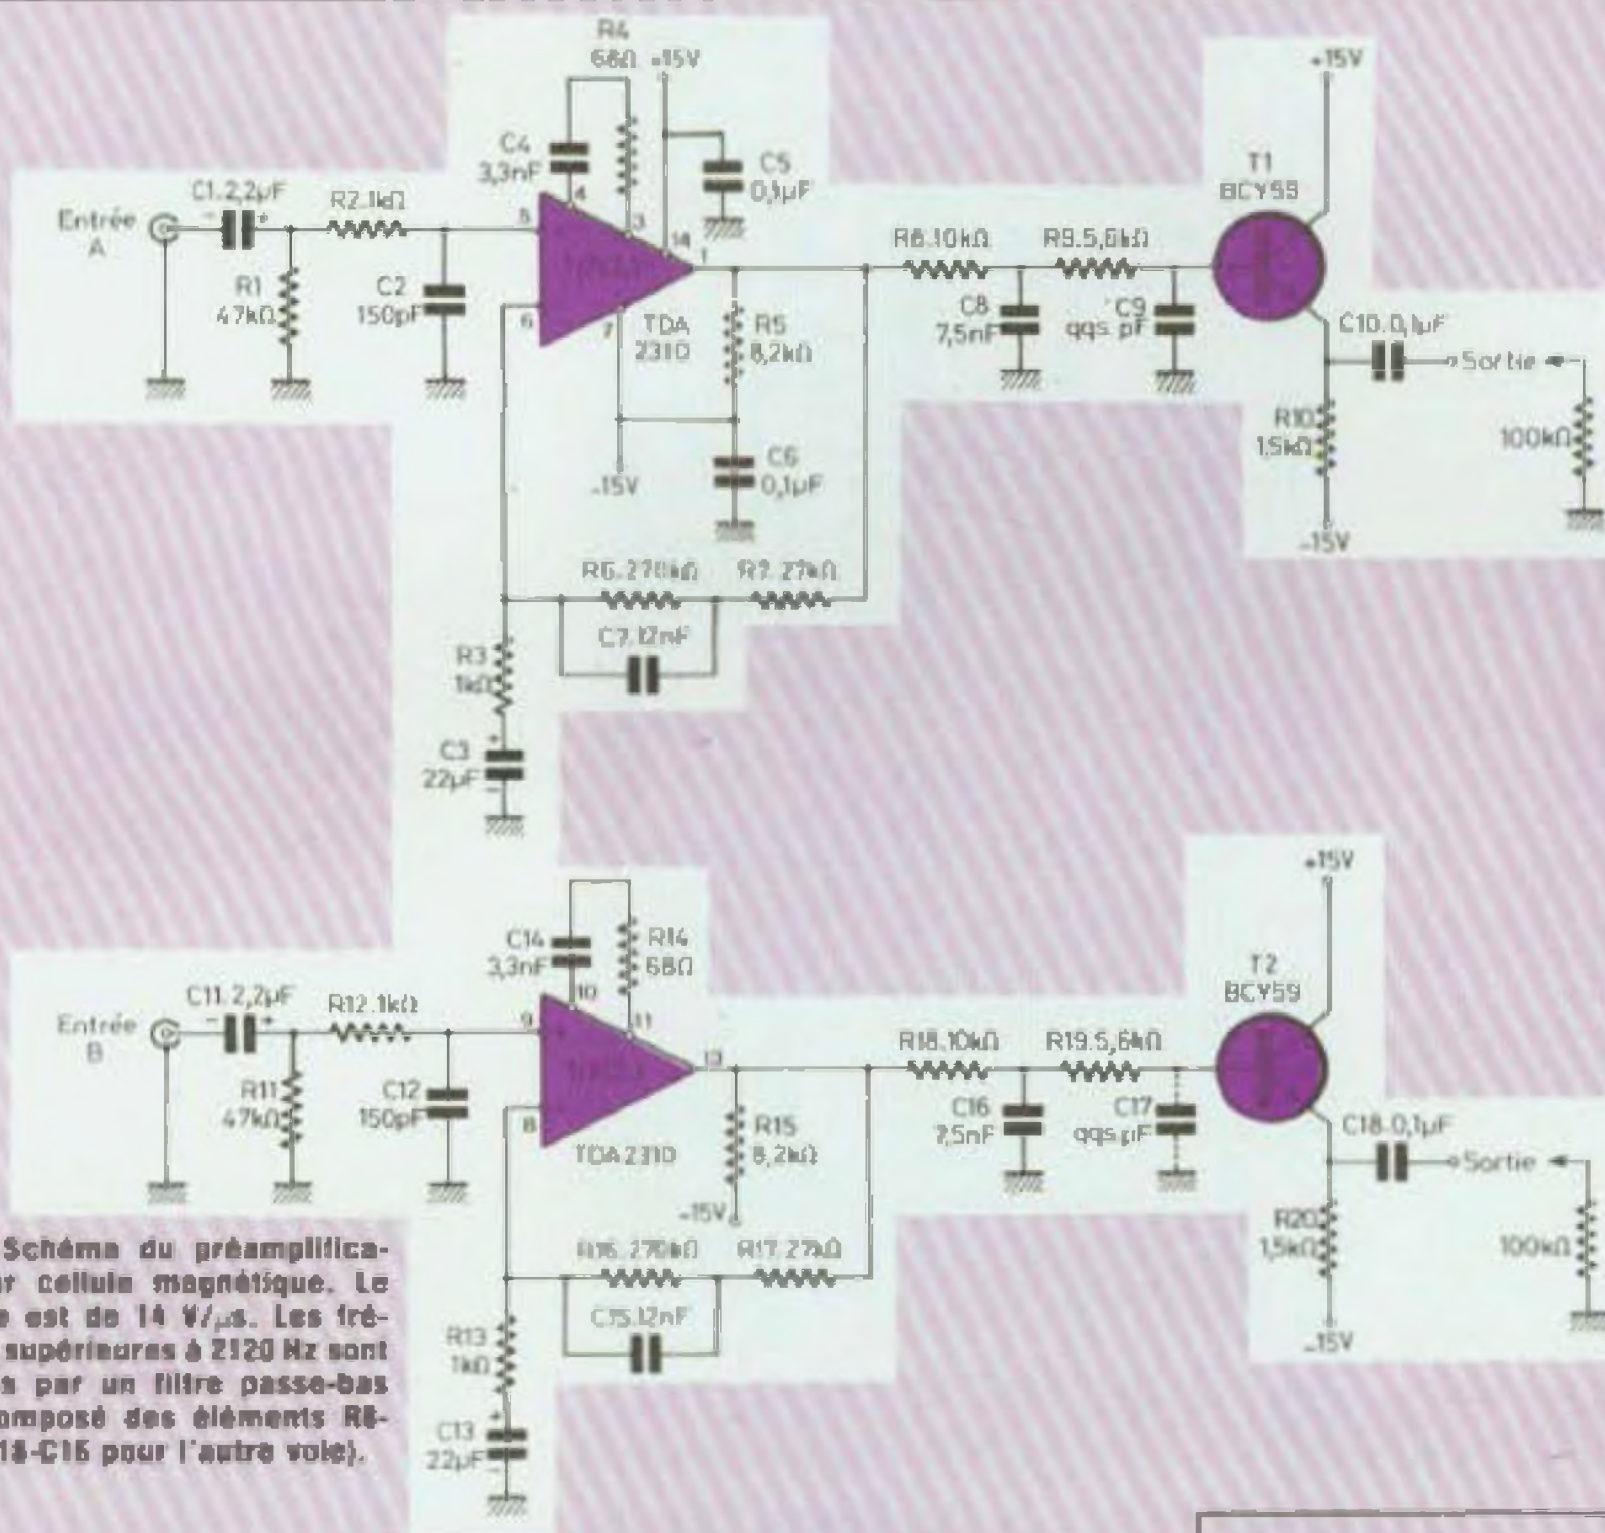 R4
68Ω +15V
C4
3,3nF
C5
0,1µF
4
3
14
Entrée
A
C1.2,2µF
- +
R2.1kΩ
R1
47kΩ
C2
150pF
5
6
7
1
TDA
2310
R5
8,2kΩ
-15V
C6
0,1µF
R8.10kΩ
R9.5,6kΩ
C8
7,5nF
C9
qqs pF
T1
BCY59
+15V
C10.0,1µF
Sortie
R10
1,5kΩ
100kΩ
-15V
R6.270kΩ
R7.27kΩ
C7.12nF
R3
1kΩ
C3
22µF
+
-
C14
3,3nF
R14
68Ω
10
11
Entrée
B
C11.2,2µF
- +
R12.1kΩ
R11
47kΩ
C12
150pF
9
8
13
TDA2310
R15
8,2kΩ
-15V
R18.10kΩ
R19.5,6kΩ
C16
7,5nF
C17
qqs pF
T2
BCY59
+15V
C18.0,1µF
Sortie
R20
1,5kΩ
100kΩ
-15V
R16.270kΩ
R17.27kΩ
C15.12nF
R13
1kΩ
C13
22µF
+
-
Schéma du préamplifica-
r cellule magnétique. Le
e est de 14 V/µs. Les fré-
supérieures à 2120 Hz sont
s par un filtre passe-bas
omposé des éléments R8-
18-C16 pour l'autre voie).